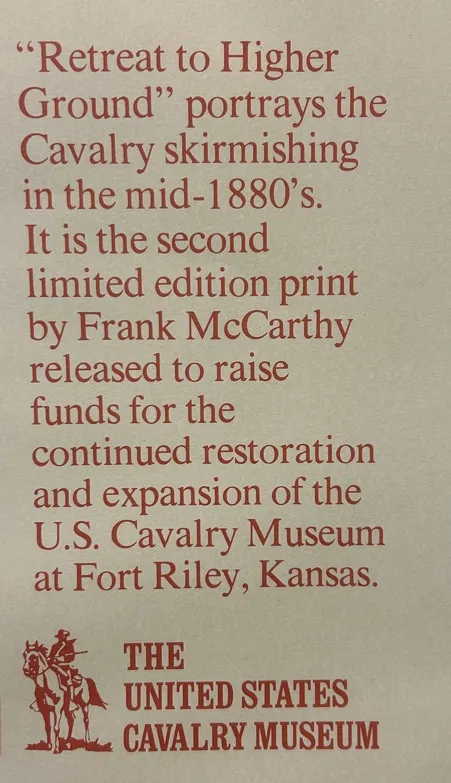 “Retreat to Higher
Ground” portrays the
Cavalry skirmishing
in the mid-1880’s.
It is the second
limited edition print
by Frank McCarthy
released to raise
funds for the
continued restoration
and expansion of the
U.S. Cavalry Museum
at Fort Riley, Kansas.
THE
UNITED STATES
CAVALRY MUSEUM